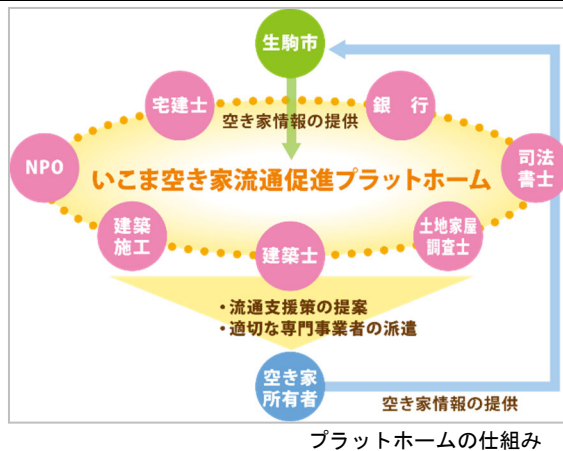 生駒市
宅建士
銀　行
空き家情報の提供
NPO
司法
書士
いこま空き家流通促進プラットホーム
建築
施工
建築士
土地家屋
調査士
・流通支援策の提案
・適切な専門事業者の派遣
空き家
所有者
空き家情報の提供
プラットホームの仕組み